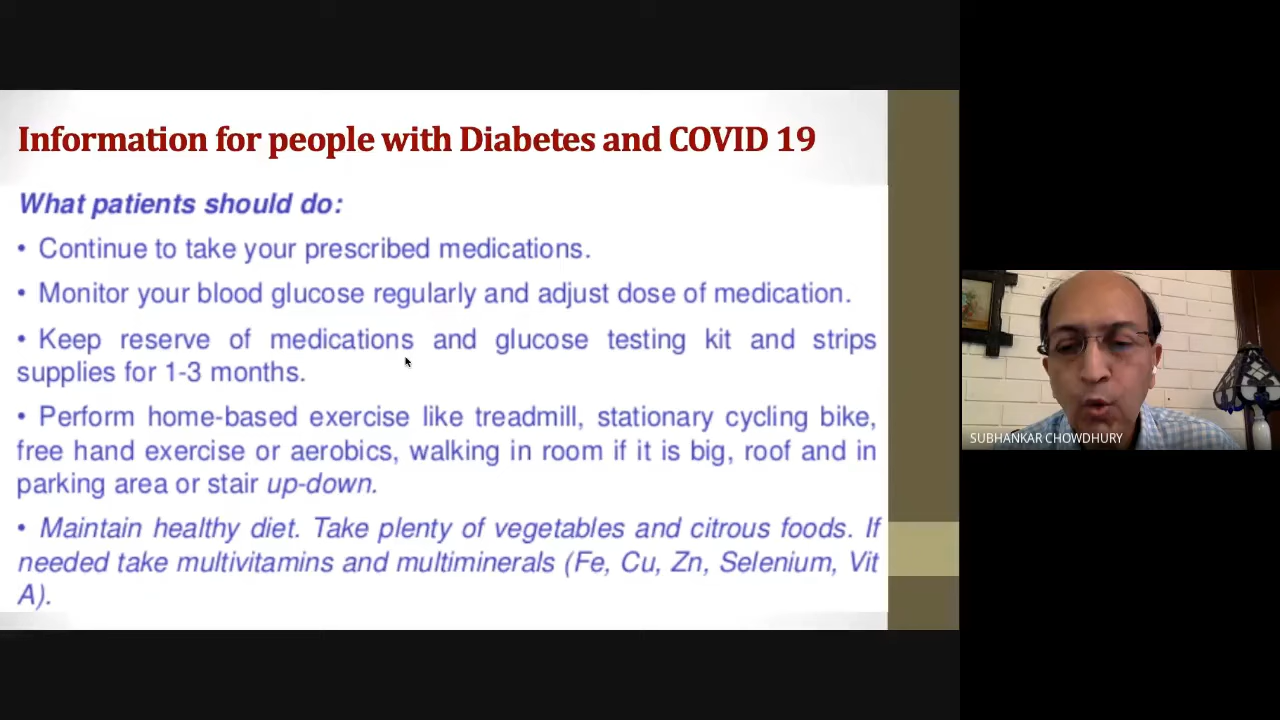 Information for people with Diabetes and COVID 19
What patients should do:
• Continue to take your prescribed medications.
• Monitor your blood glucose regularly and adjust dose of medication.
• Keep reserve of medications and glucose testing kit and strips
supplies for 1-3 months.
• Perform home-based exercise like treadmill, stationary cycling bike,
free hand exercise or aerobics, walking in room if it is big, roof and in
parking area or stair up-down.
• Maintain healthy diet. Take plenty of vegetables and citrous foods. If
needed take multivitamins and multiminerals (Fe, Cu, Zn, Selenium, Vit
A).
SUBHANKAR CHOWDHURY